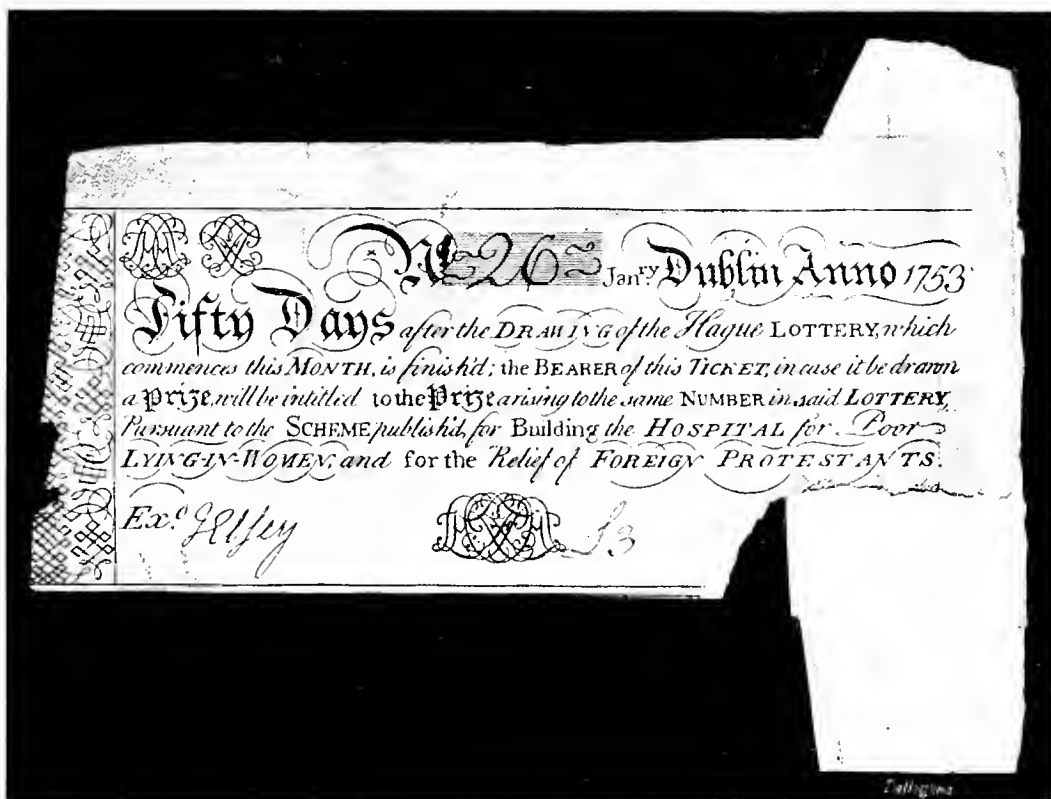 No. 26 Janry. Dublin Anno 1753
Fifty Days after the DRAWING of the Hague LOTTERY, which
commences this MONTH, is finish'd; the BEARER of this TICKET, in case it be drawn
a Prize, will be intitled to the Prize arising to the same NUMBER in said LOTTERY,
Pursuant to the SCHEME publish'd, for Building the HOSPITAL for Poor
LYING-IN-WOMEN, and for the Relief of FOREIGN PROTESTANTS.
Exd. £3